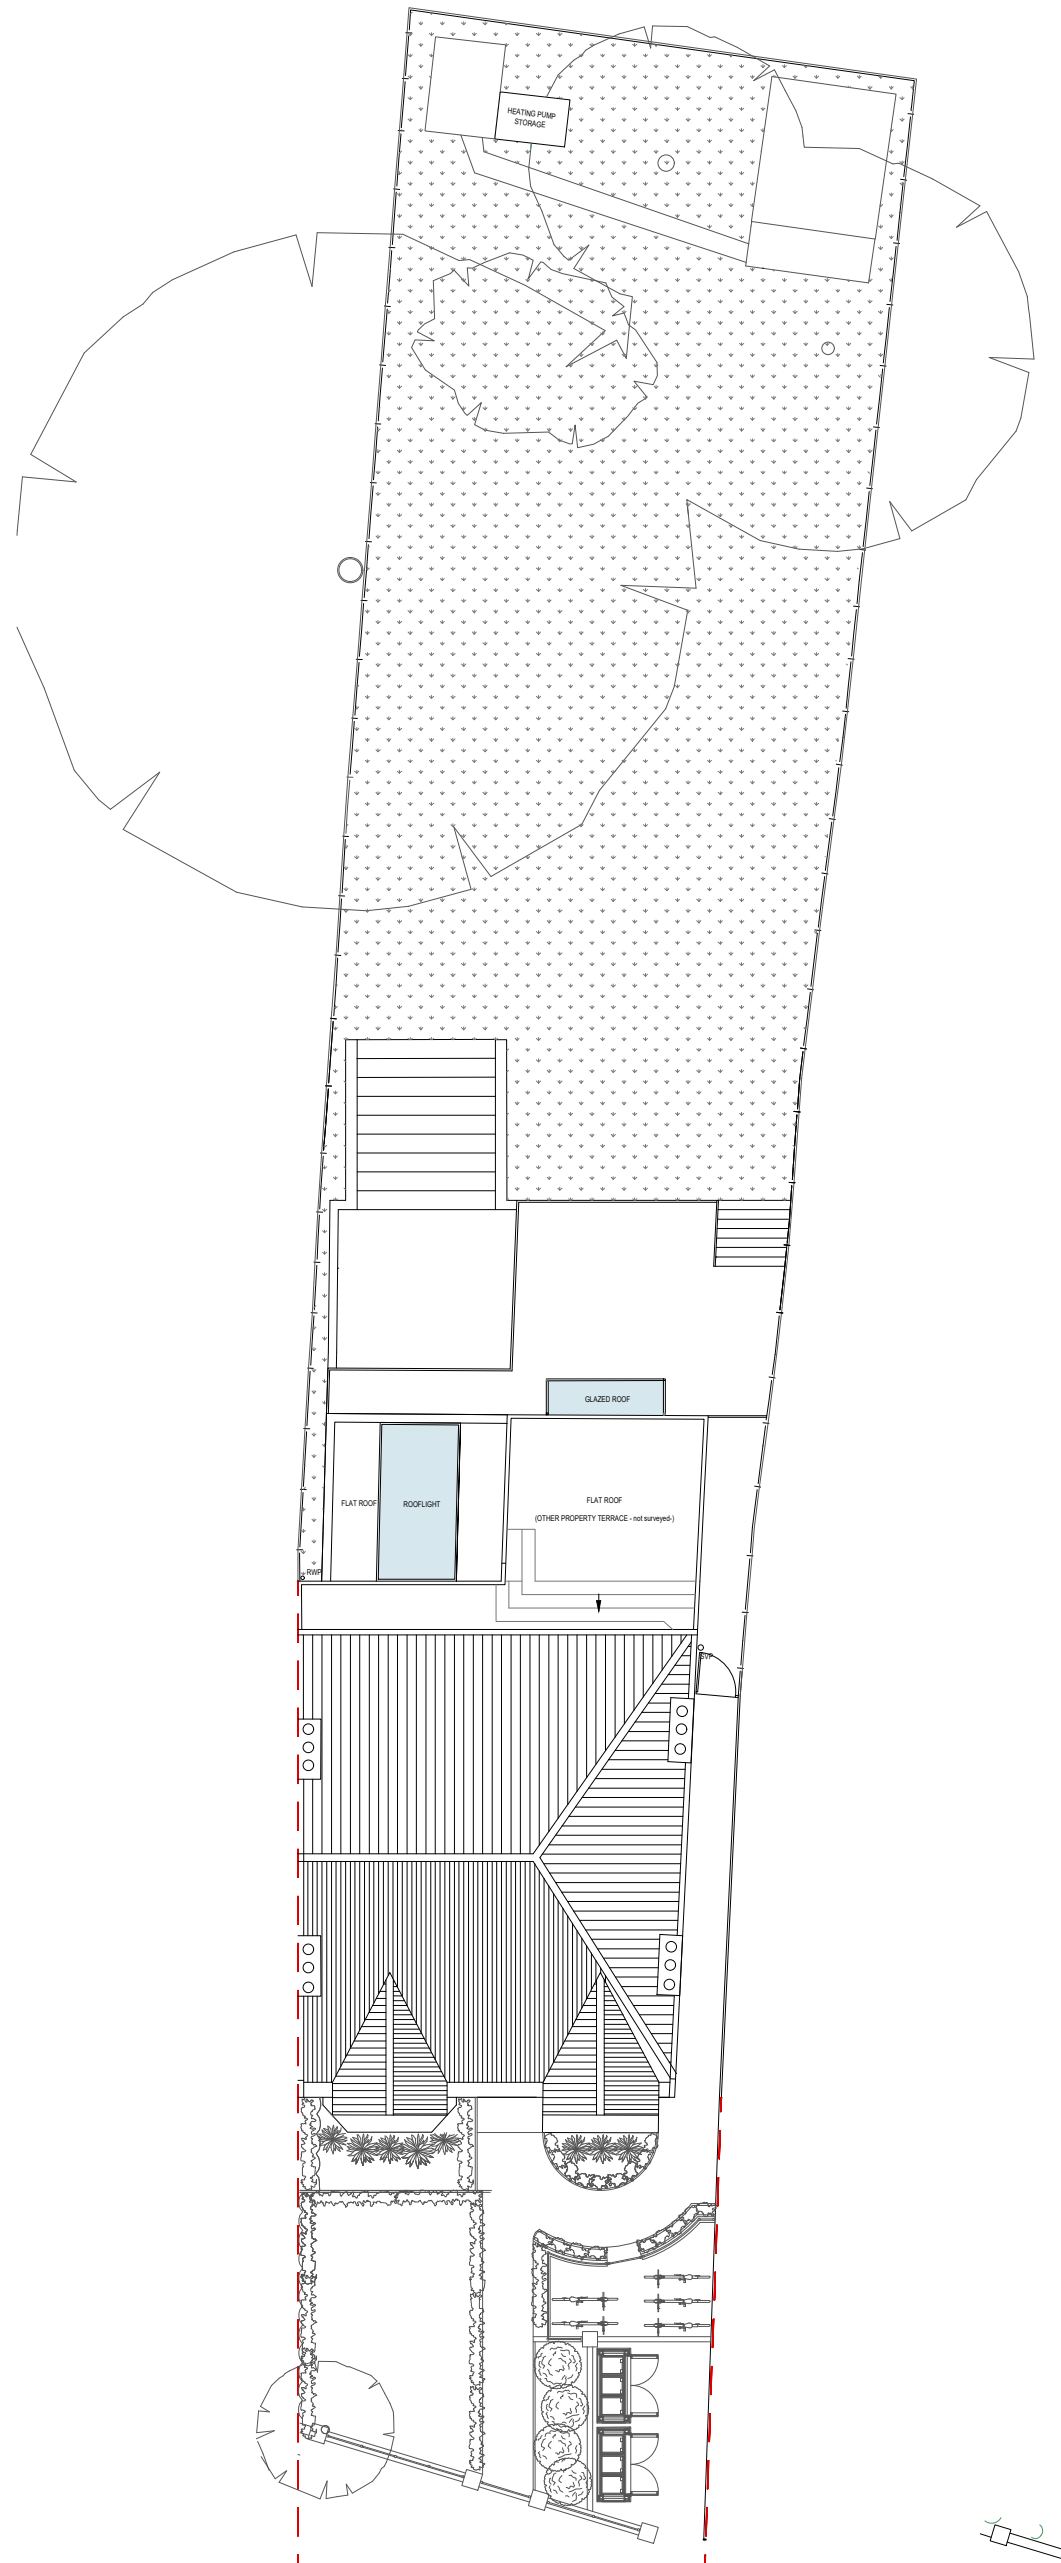 HEATING PUMP
STORAGE
GLAZED ROOF
FLAT ROOF
ROOFLIGHT
FLAT ROOF
(OTHER PROPERTY TERRACE - not surveyed-)
RWP
SVP